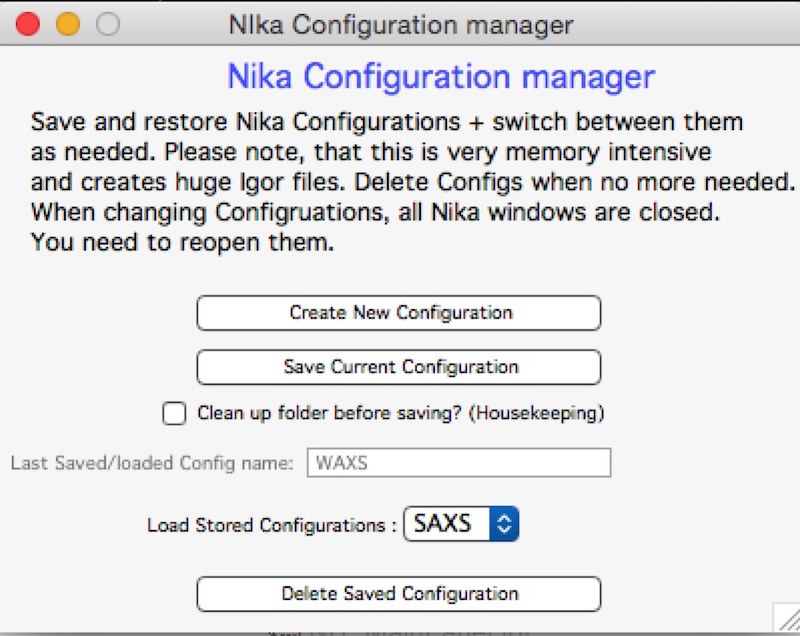 NIka Configuration manager
Nika Configuration manager
Save and restore Nika Configurations + switch between them
as needed. Please note, that this is very memory intensive
and creates huge Igor files. Delete Configs when no more needed.
When changing Configruations, all Nika windows are closed.
You need to reopen them.
Create New Configuration
Save Current Configuration
Clean up folder before saving? (Housekeeping)
Last Saved/loaded Config name: WAXS
Load Stored Configurations : SAXS
Delete Saved Configuration